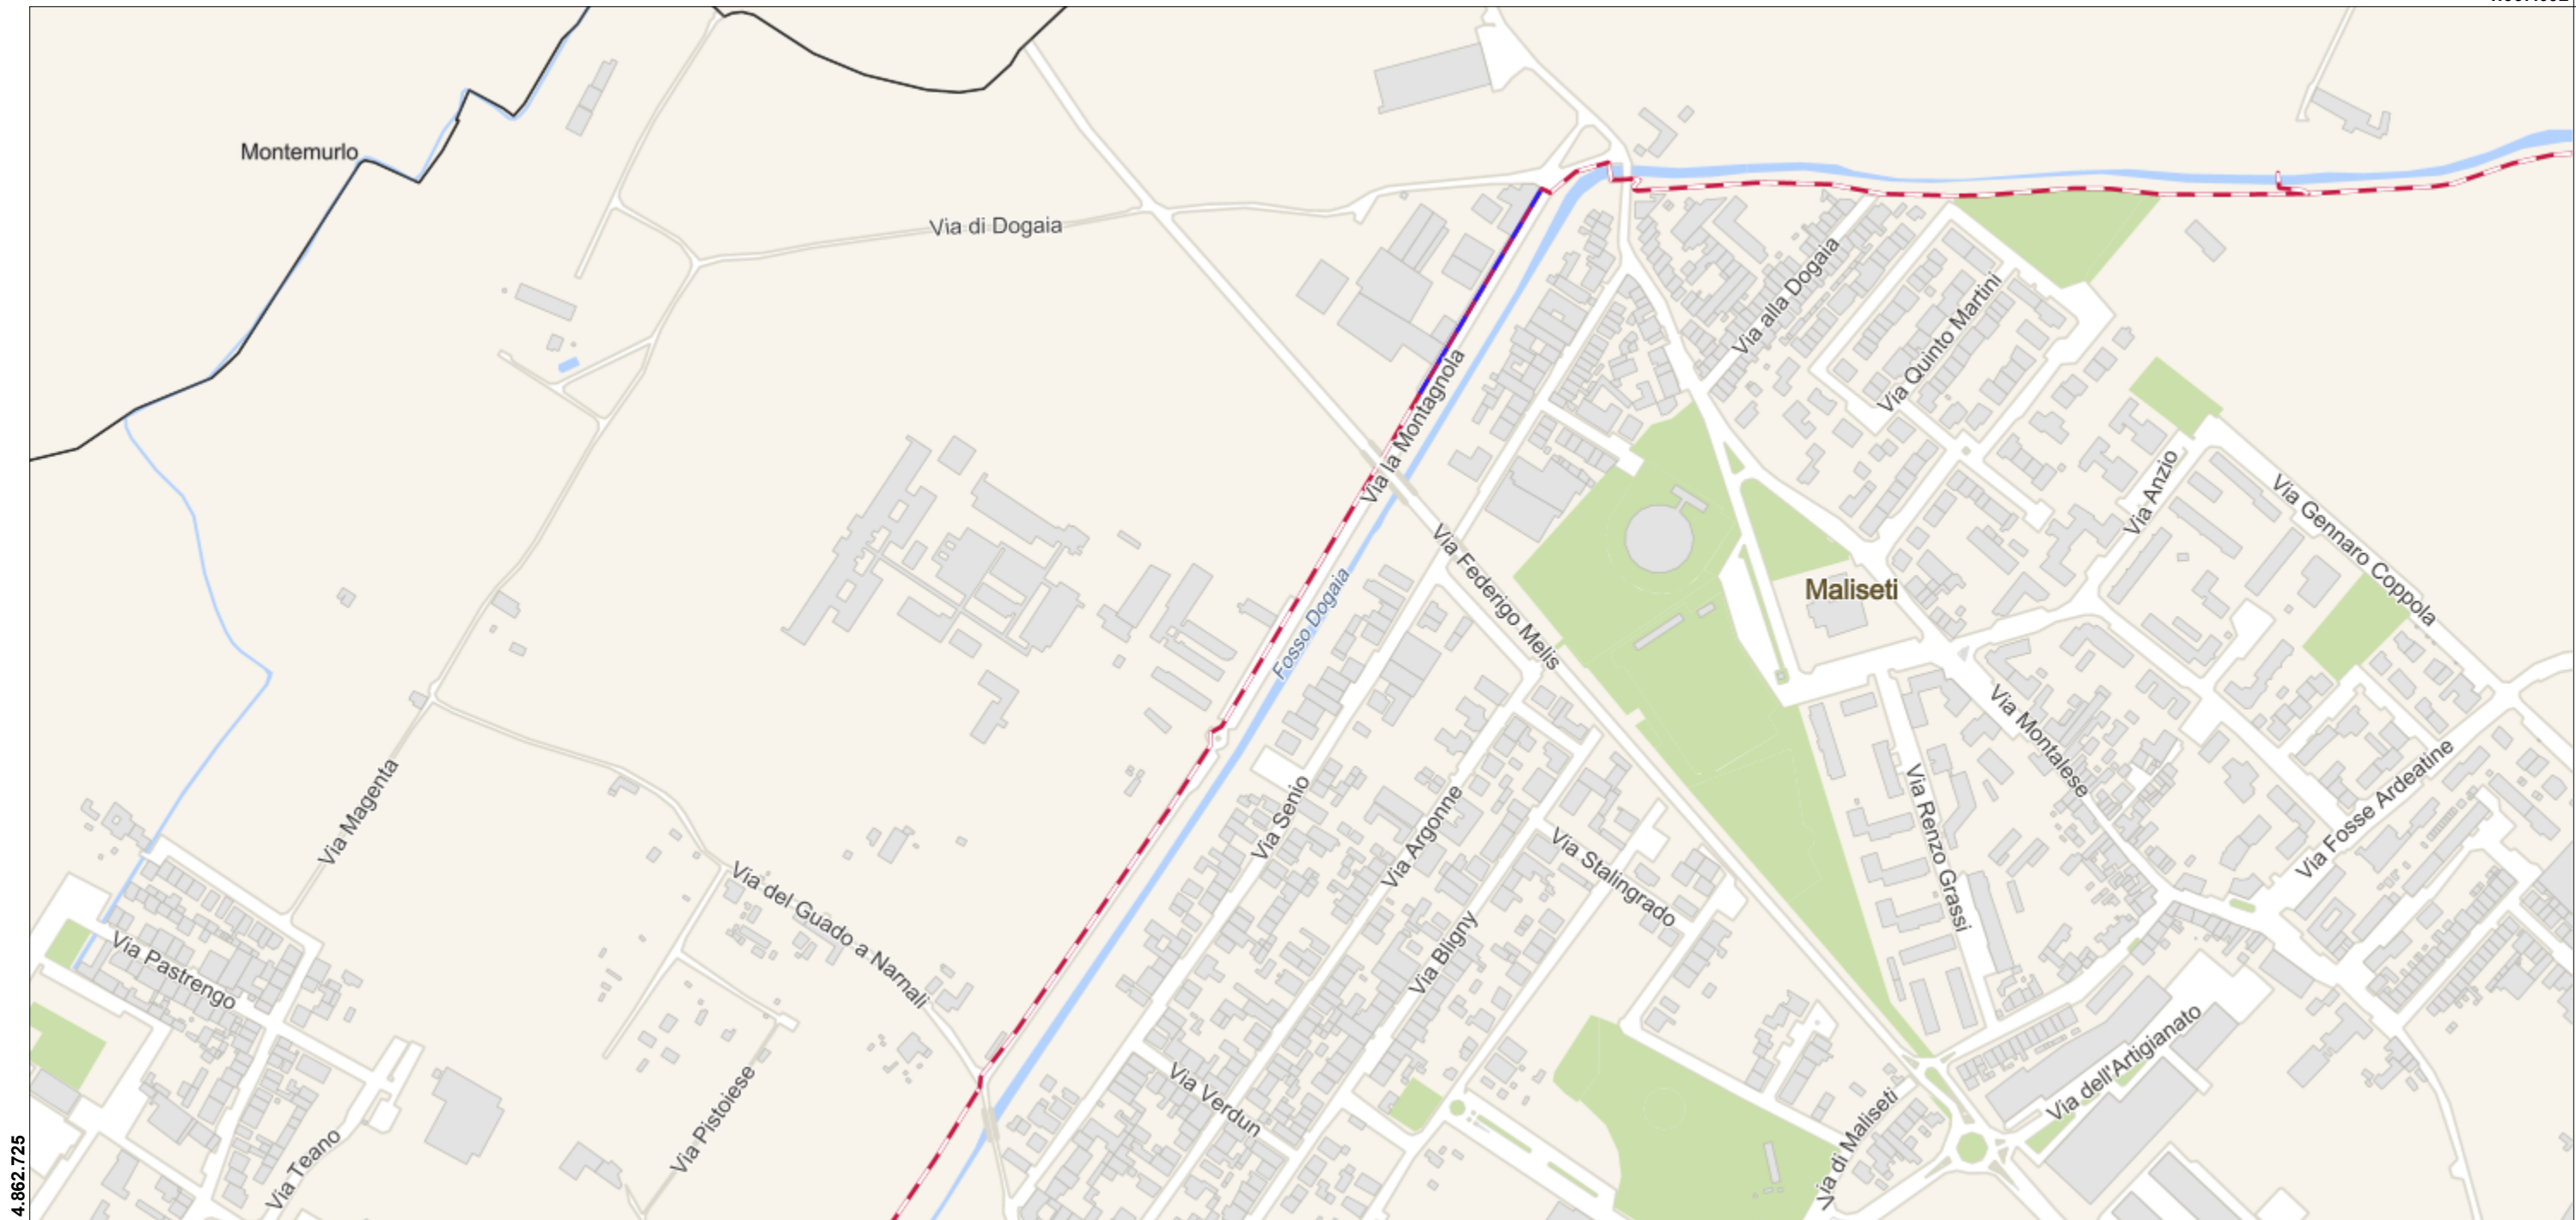 Montemurlo
Via di Dogaia
Via alla Dogaia
Via Quinto Martini
Via la Montagnola
Via Anzio
Via Gennaro Coppola
Via Federigo Melis
Maliseti
Fosso Dogaia
Via Montalese
Via Magenta
Via Senio
Via Argonne
Via Renzo Grassi
Via Fosse Ardeatine
Via Stalingrado
Via del Guado a Narnali
Via Bligny
Via Pastrengo
Via dell'Artigianato
Via Verdun
Via Pistoiese
Via di Maliseti
Via Teano
4.862.725